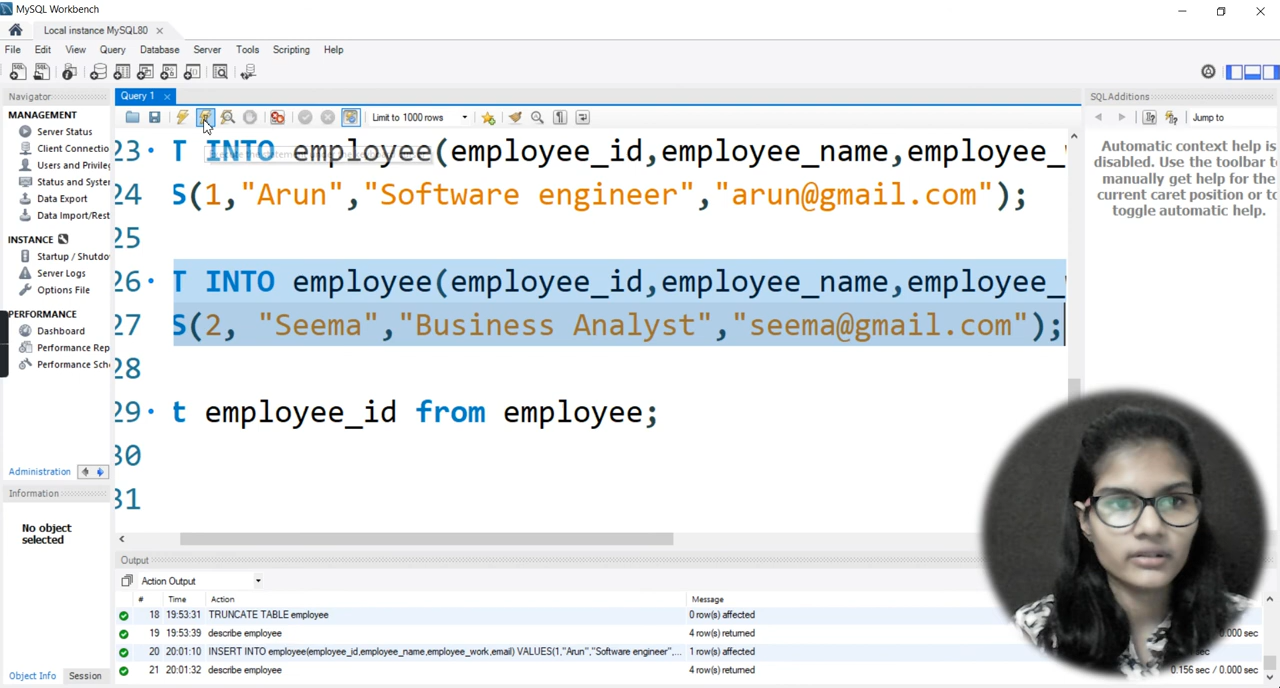 MySQL Workbench
Local instance MySQL80
File Edit View Query Database Server Tools Scripting Help
Navigator
MANAGEMENT
Server Status
Client Connectio
Users and Privileg
Status and Syster
Data Export
Data Import/Rest
INSTANCE
Startup / Shutdo
Server Logs
Options File
PERFORMANCE
Dashboard
Performance Rep
Performance Sch
Administration
Information
No object
selected
Object Info Session
Query 1
Limit to 1000 rows
23 T INTO employee(employee_id,employee_name,employee_
24 S(1,"Arun","Software engineer","arun@gmail.com");
25
26 T INTO employee(employee_id,employee_name,employee_
27 S(2, "Seema","Business Analyst","seema@gmail.com");
28
29 t employee_id from employee;
30
31
Output
Action Output
# Time Action Message
18 19:53:31 TRUNCATE TABLE employee 0 row(s) affected
19 19:53:39 describe employee 4 row(s) returned 0.000 sec
20 20:01:10 INSERT INTO employee(employee_id,employee_name,employee_work,email) VALUES(1,"Arun","Software engineer",... 1 row(s) affected sec
21 20:01:32 describe employee 4 row(s) returned 0.156 sec / 0.000 sec
SQLAdditions
Jump to
Automatic context help is
disabled. Use the toolbar t
manually get help for the
current caret position or to
toggle automatic help.